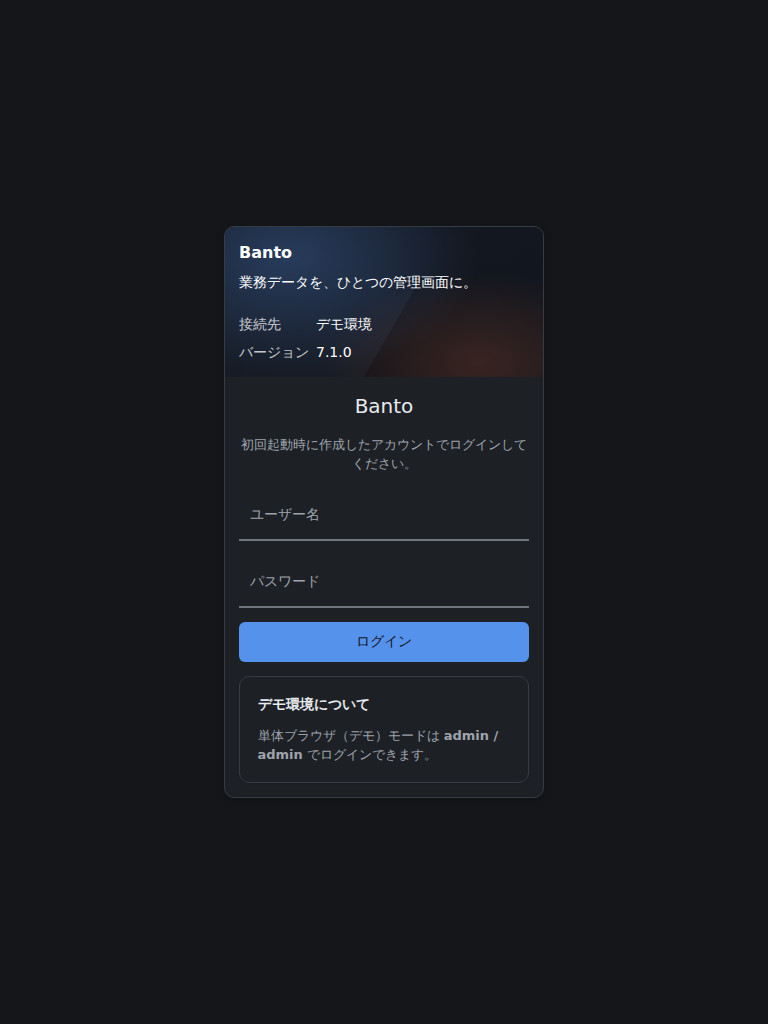 Banto
業務データを、ひとつの管理画面に。
接続先 デモ環境
バージョン 7.1.0
Banto
初回起動時に作成したアカウントでログインして
ください。
ユーザー名
パスワード
ログイン
デモ環境について
単体ブラウザ（デモ）モードは admin /
admin でログインできます。